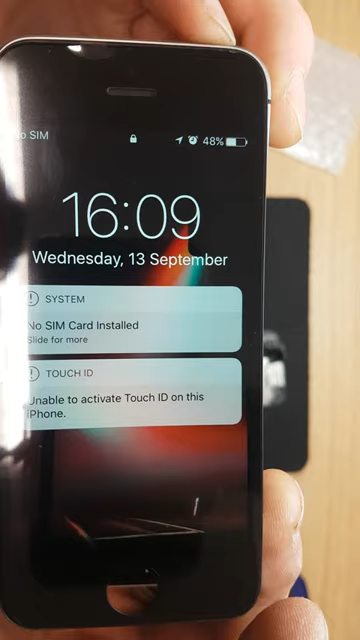 No SIM
48%
16:09
Wednesday, 13 September
SYSTEM
No SIM Card Installed
Slide for more
TOUCH ID
Unable to activate Touch ID on this
iPhone.